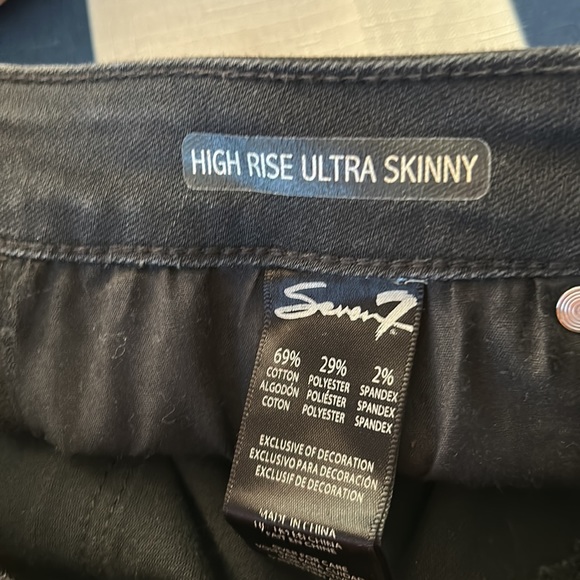 HIGH RISE ULTRA SKINNY
Seven7
69% 29% 2%
COTTON POLYESTER SPANDEX
ALGODÓN POLIÉSTER SPANDEX
COTON POLYESTER SPANDEX
EXCLUSIVE OF DECORATION
EXCLUSIVO PARA DECORACIÓN
EXCLUSIF DE DECORATION
MADE IN CHINA